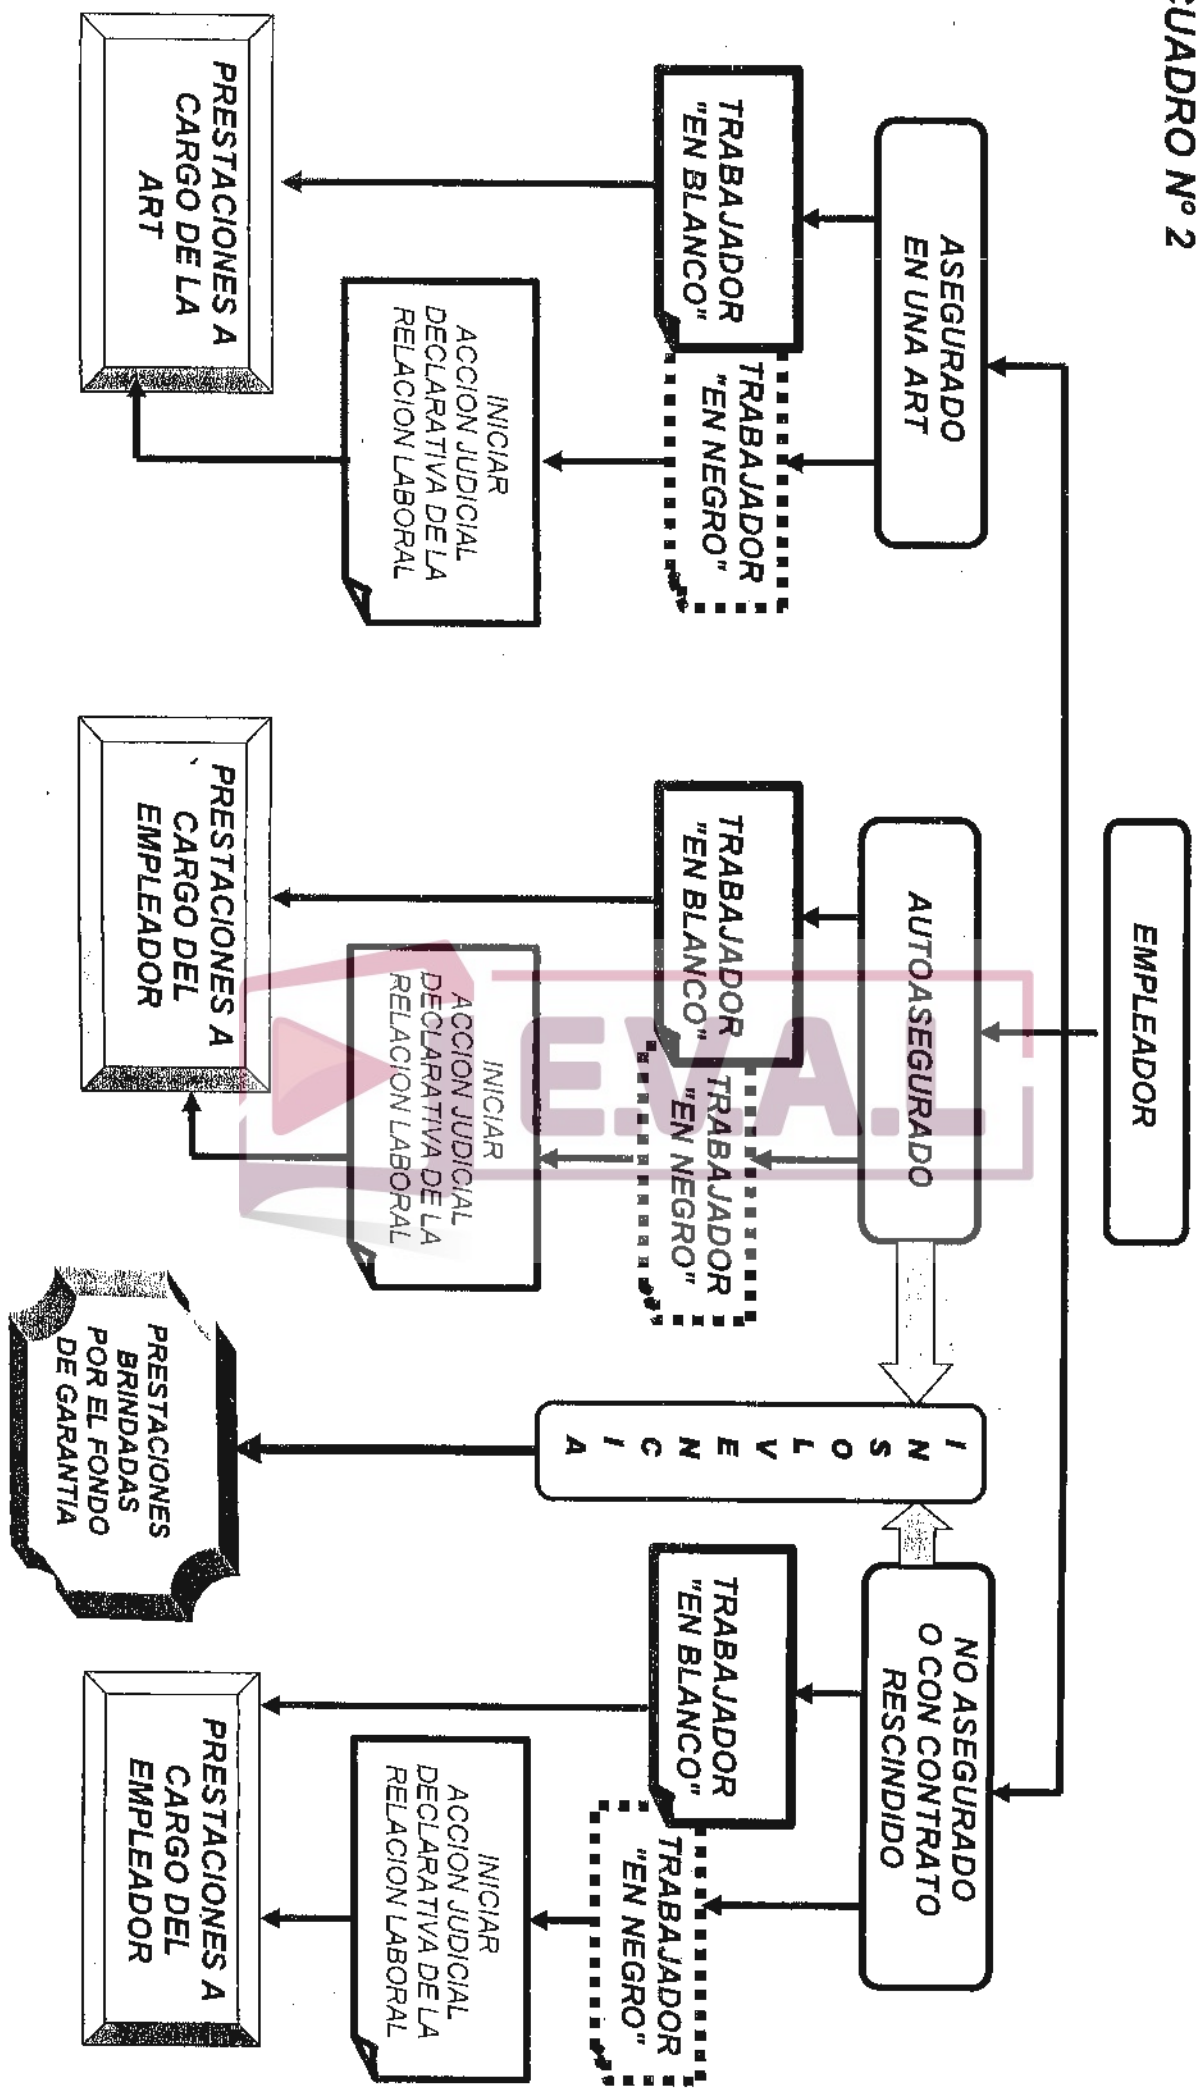 CUADRO Nº 2
EMPLEADOR
ASEGURADO
EN UNA ART
AUTOASEGURADO
I
N
S
O
L
V
E
N
C
I
A
NO ASEGURADO
O CON CONTRATO
RESCINDIDO
TRABAJADOR
"EN BLANCO"
TRABAJADOR
"EN NEGRO"
TRABAJADOR
"EN BLANCO"
TRABAJADOR
"EN NEGRO"
TRABAJADOR
"EN BLANCO"
TRABAJADOR
"EN NEGRO"
E.V.A.L
INICIAR
ACCION JUDICIAL
DECLARATIVA DE LA
RELACION LABORAL
INICIAR
ACCION JUDICIAL
DECLARATIVA DE LA
RELACION LABORAL
INICIAR
ACCION JUDICIAL
DECLARATIVA DE LA
RELACION LABORAL
PRESTACIONES A
CARGO DE LA
ART
PRESTACIONES A
CARGO DEL
EMPLEADOR
PRESTACIONES
BRINDADAS
POR EL FONDO
DE GARANTIA
PRESTACIONES A
CARGO DEL
EMPLEADOR